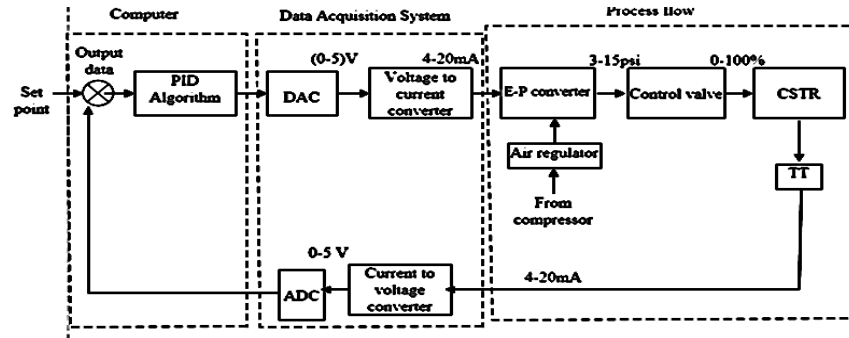 Computer
Data Acquisition System
Process flow
Output
data
(0-5)V
4-20mA
3-15psi
0-100%
Set
point
PID
Algorithm
DAC
Voltage to
current
converter
E-P converter
Control valve
CSTR
Air regulator
TT
From
compressor
0-5 V
4-20mA
ADC
Current to
voltage
converter